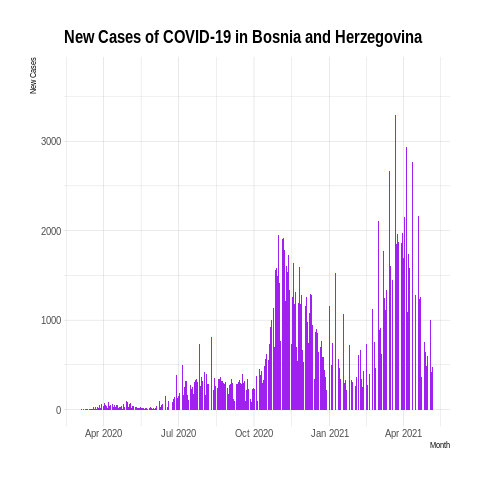 New Cases of COVID-19 in Bosnia and Herzegovina
New Cases
3000
2000
1000
0
Apr 2020
Jul 2020
Oct 2020
Jan 2021
Apr 2021
Month